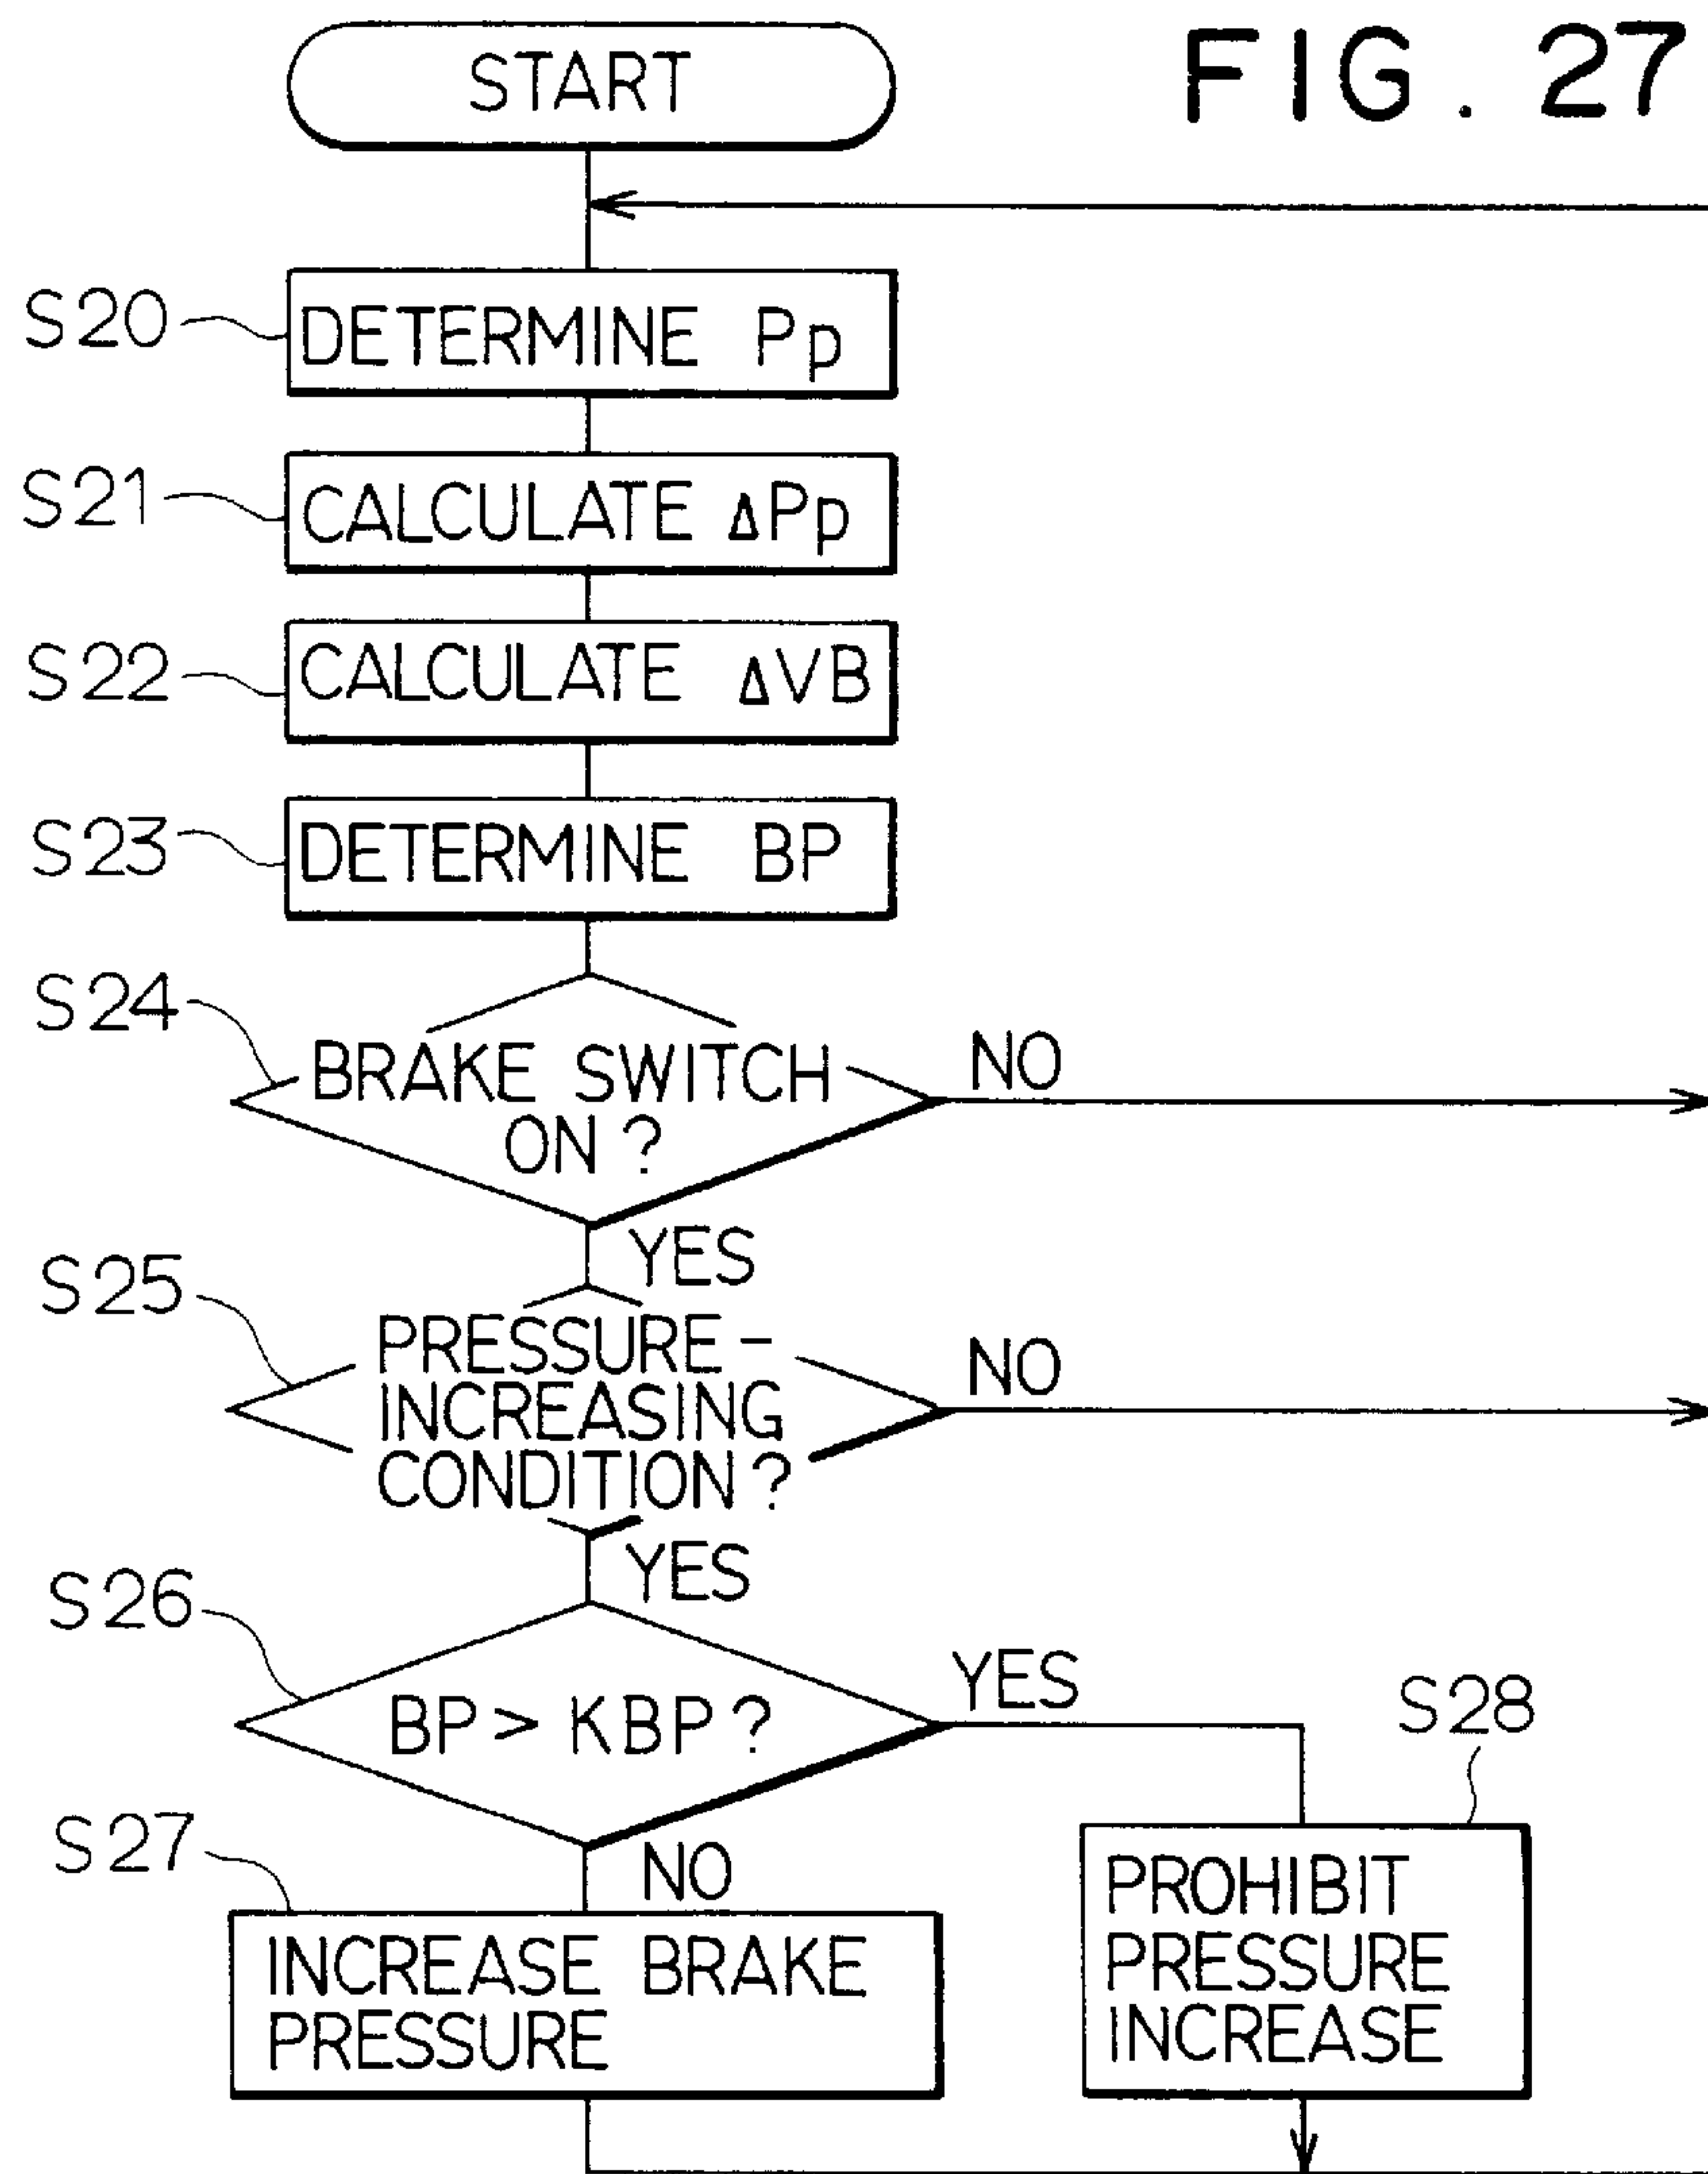 START
FIG. 27
S20
DETERMINE Pp
S21
CALCULATE ΔPp
S22
CALCULATE ΔVB
S23
DETERMINE BP
S24
BRAKE SWITCH
ON?
NO
YES
S25
PRESSURE-
INCREASING
CONDITION?
NO
YES
S26
BP > KBP?
YES
S28
NO
S27
INCREASE BRAKE
PRESSURE
PROHIBIT
PRESSURE
INCREASE